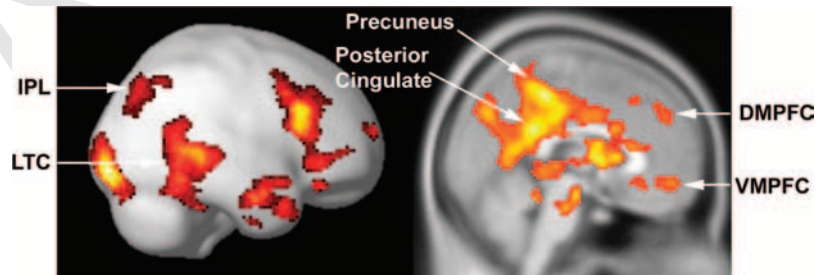 Precuneus
Posterior
Cingulate
IPL
LTC
DMPFC
VMPFC